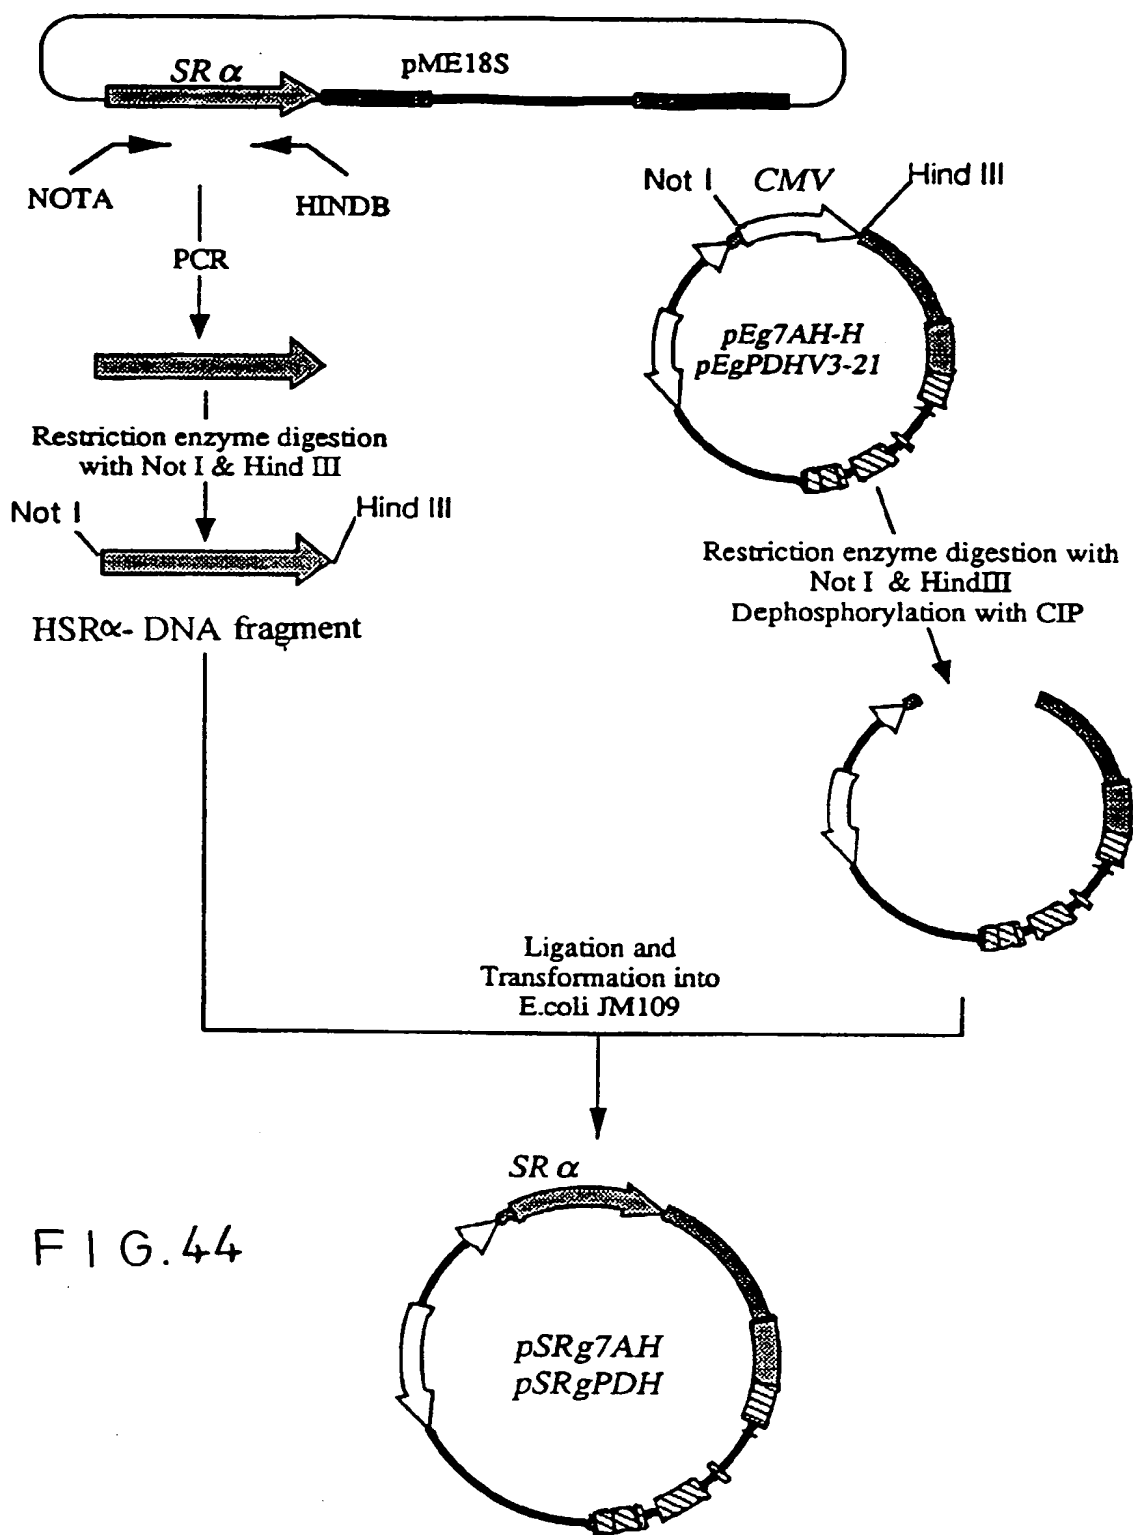 SR α
pME18S
NOTA
HINDB
PCR
Restriction enzyme digestion
with Not I & Hind III
Not I
Hind III
HSRα- DNA fragment
Not I
CMV
Hind III
pEg7AH-H
pEgPDHV3-21
Restriction enzyme digestion with
Not I & HindIII
Dephosphorylation with CIP
Ligation and
Transformation into
E.coli JM109
SR α
pSRg7AH
pSRgPDH
FIG.44